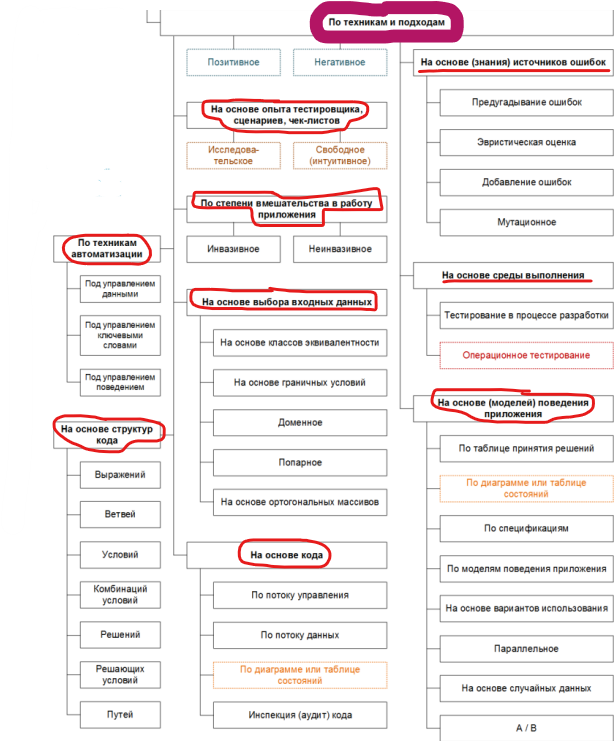 По техникам и подходам
Позитивное
Негативное
На основе опыта тестировщика,
сценариев, чек-листов
Исследова-
тельское
Свободное
(интуитивное)
По степени вмешательства в работу
приложения
Инвазивное
Неинвазивное
По техникам
автоматизации
Под управлением
данными
Под управлением
ключевыми
словами
Под управлением
поведением
На основе выбора входных данных
На основе классов эквивалентности
На основе граничных условий
Доменное
Попарное
На основе ортогональных массивов
На основе структур
кода
Выражений
Ветвей
Условий
Комбинаций
условий
Решений
Решающих
условий
Путей
На основе кода
По потоку управления
По потоку данных
По диаграмме или таблице
состояний
Инспекция (аудит) кода
На основе (знания) источников ошибок
Предугадывание ошибок
Эвристическая оценка
Добавление ошибок
Мутационное
На основе среды выполнения
Тестирование в процессе разработки
Операционное тестирование
На основе (моделей) поведения
приложения
По таблице принятия решений
По диаграмме или таблице
состояний
По спецификациям
По моделям поведения приложения
На основе вариантов использования
Параллельное
На основе случайных данных
A / B